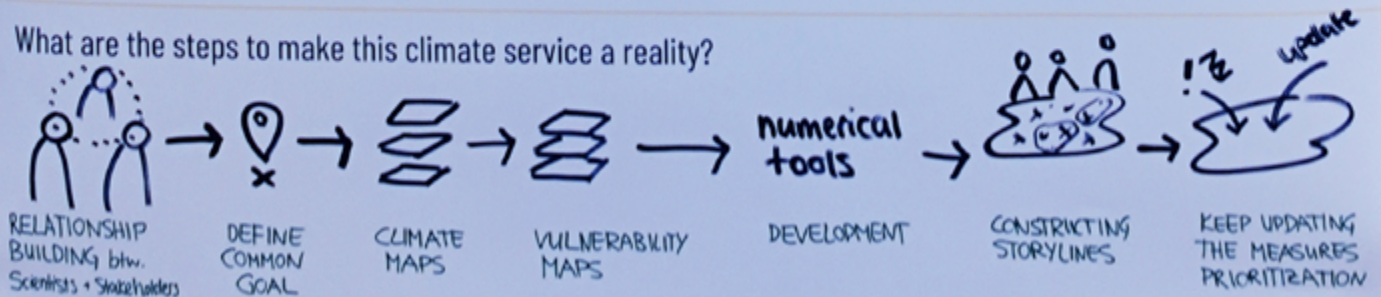 What are the steps to make this climate service a reality?
numerical
tools
update
RELATIONSHIP
BUILDING btw.
Scientists + Stakeholders
DEFINE
COMMON
GOAL
CLIMATE
MAPS
VULNERABILITY
MAPS
DEVELOPMENT
CONSTRICTING
STORYLINES
KEEP UPDATING
THE MEASURES
PRIORITIZATION